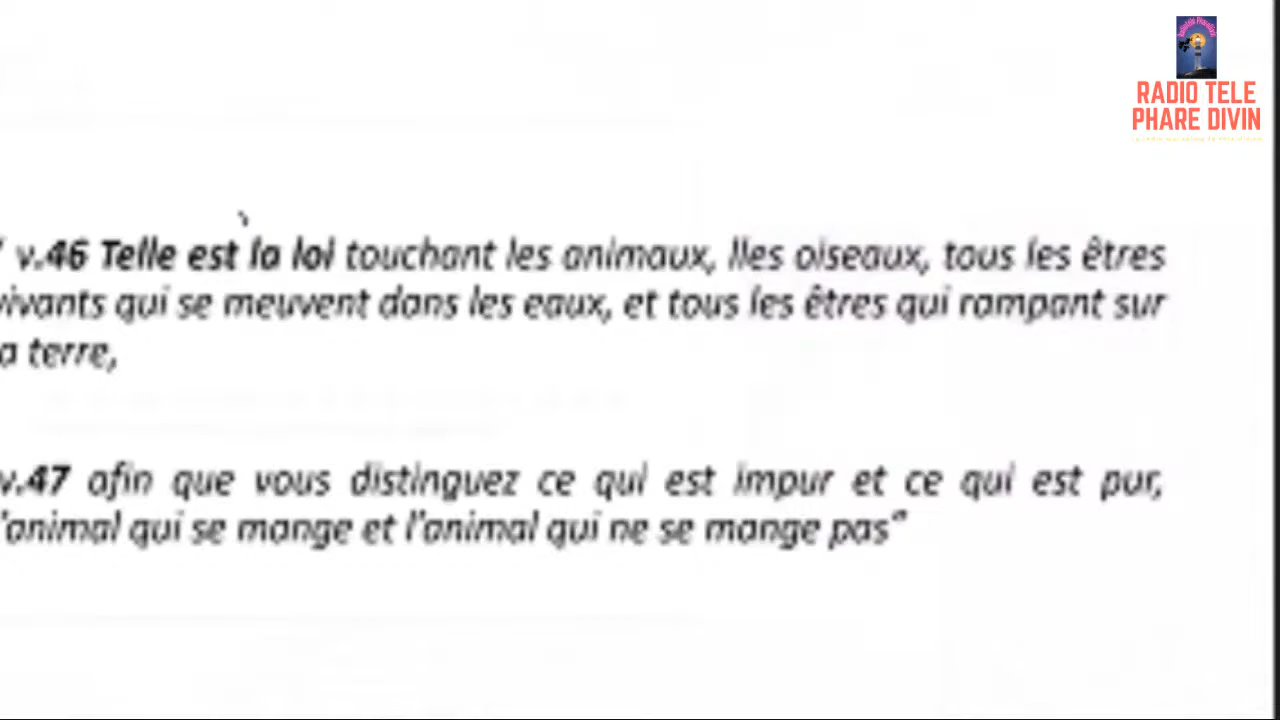 RADIO TELE
PHARE DIVIN
v.46 Telle est la loi touchant les animaux, lles oiseaux, tous les êtres
vivants qui se meuvent dans les eaux, et tous les êtres qui rampant sur
a terre,
v.47 afin que vous distinguez ce qui est impur et ce qui est pur,
'animal qui se mange et l'animal qui ne se mange pas"